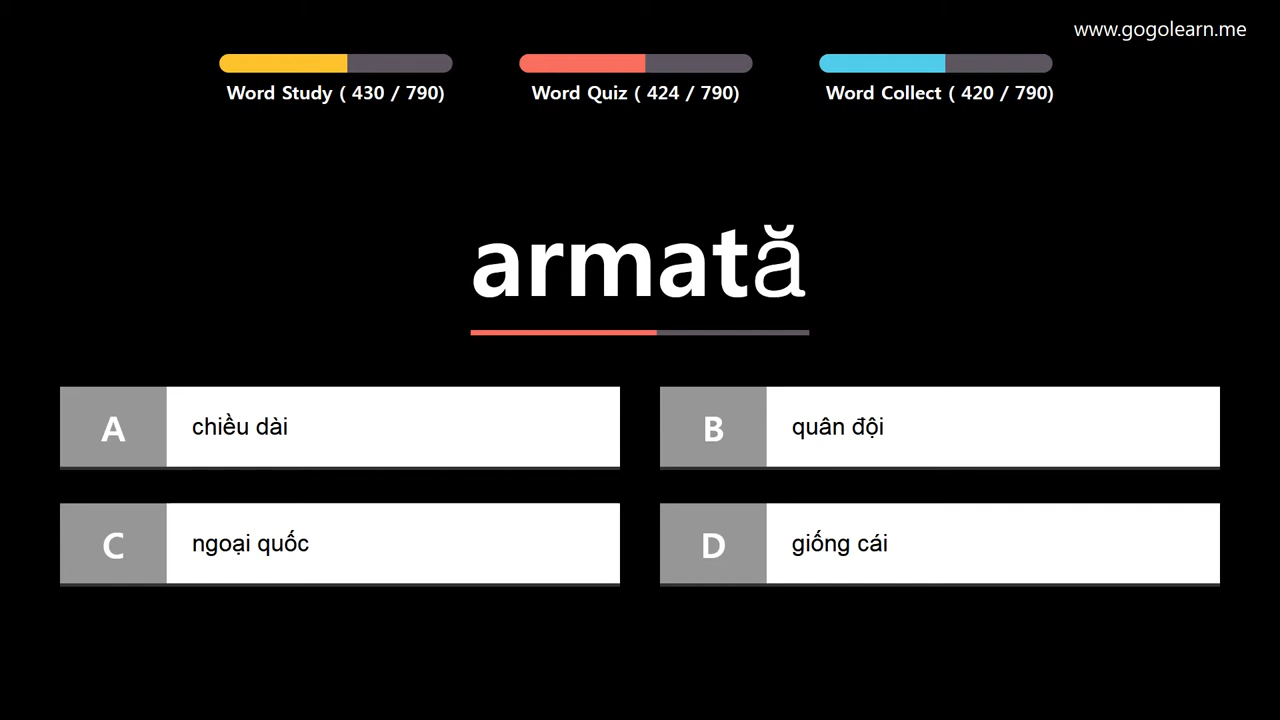 www.gogolearn.me
Word Study ( 430 / 790)
Word Quiz ( 424 / 790)
Word Collect ( 420 / 790)
armată
A
chiều dài
B
quân đội
C
ngoại quốc
D
giống cái